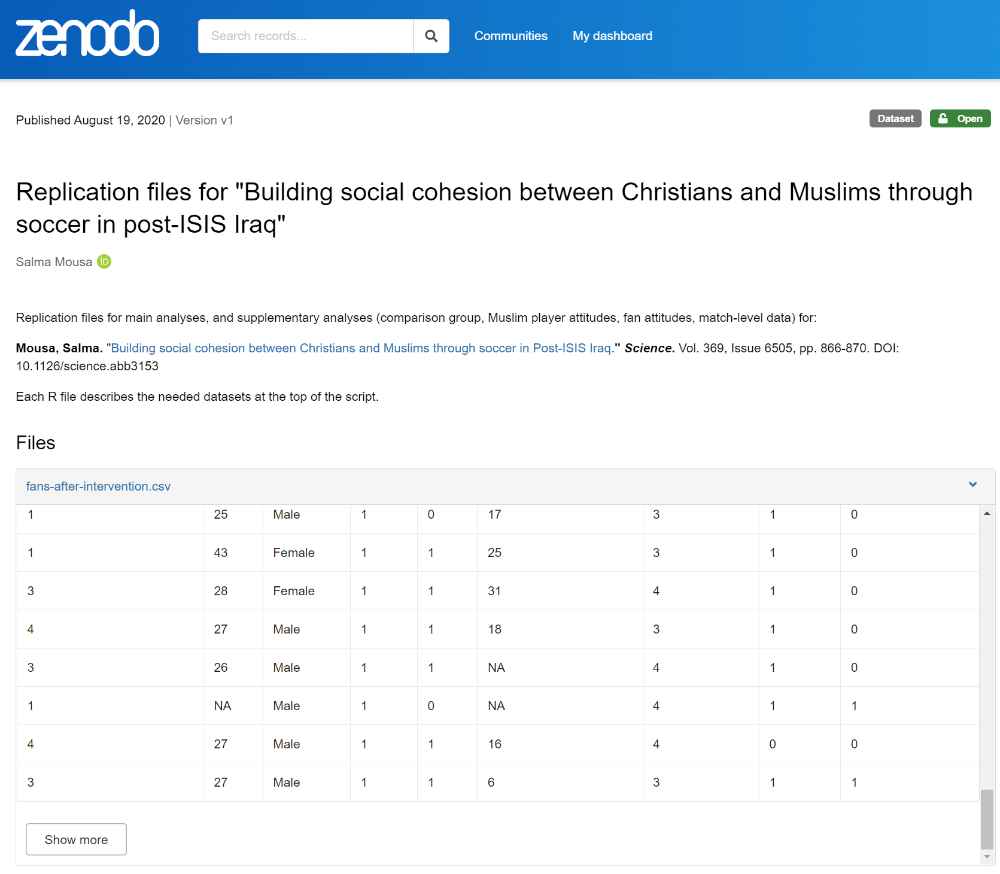 zenodo
Search records...
Communities
My dashboard
Published August 19, 2020 | Version v1
Dataset
Open
Replication files for "Building social cohesion between Christians and Muslims through
soccer in post-ISIS Iraq"
Salma Mousa iD
Replication files for main analyses, and supplementary analyses (comparison group, Muslim player attitudes, fan attitudes, match-level data) for:
Mousa, Salma. "Building social cohesion between Christians and Muslims through soccer in Post-ISIS Iraq." Science. Vol. 369, Issue 6505, pp. 866-870. DOI:
10.1126/science.abb3153
Each R file describes the needed datasets at the top of the script.
Files
fans-after-intervention.csv
1 25 Male 1 0 17 3 1 0
1 43 Female 1 1 25 3 1 0
3 28 Female 1 1 31 4 1 0
4 27 Male 1 1 18 3 1 0
3 26 Male 1 1 NA 4 1 0
1 NA Male 1 0 NA 4 1 1
4 27 Male 1 1 16 4 0 0
3 27 Male 1 1 6 3 1 1
Show more